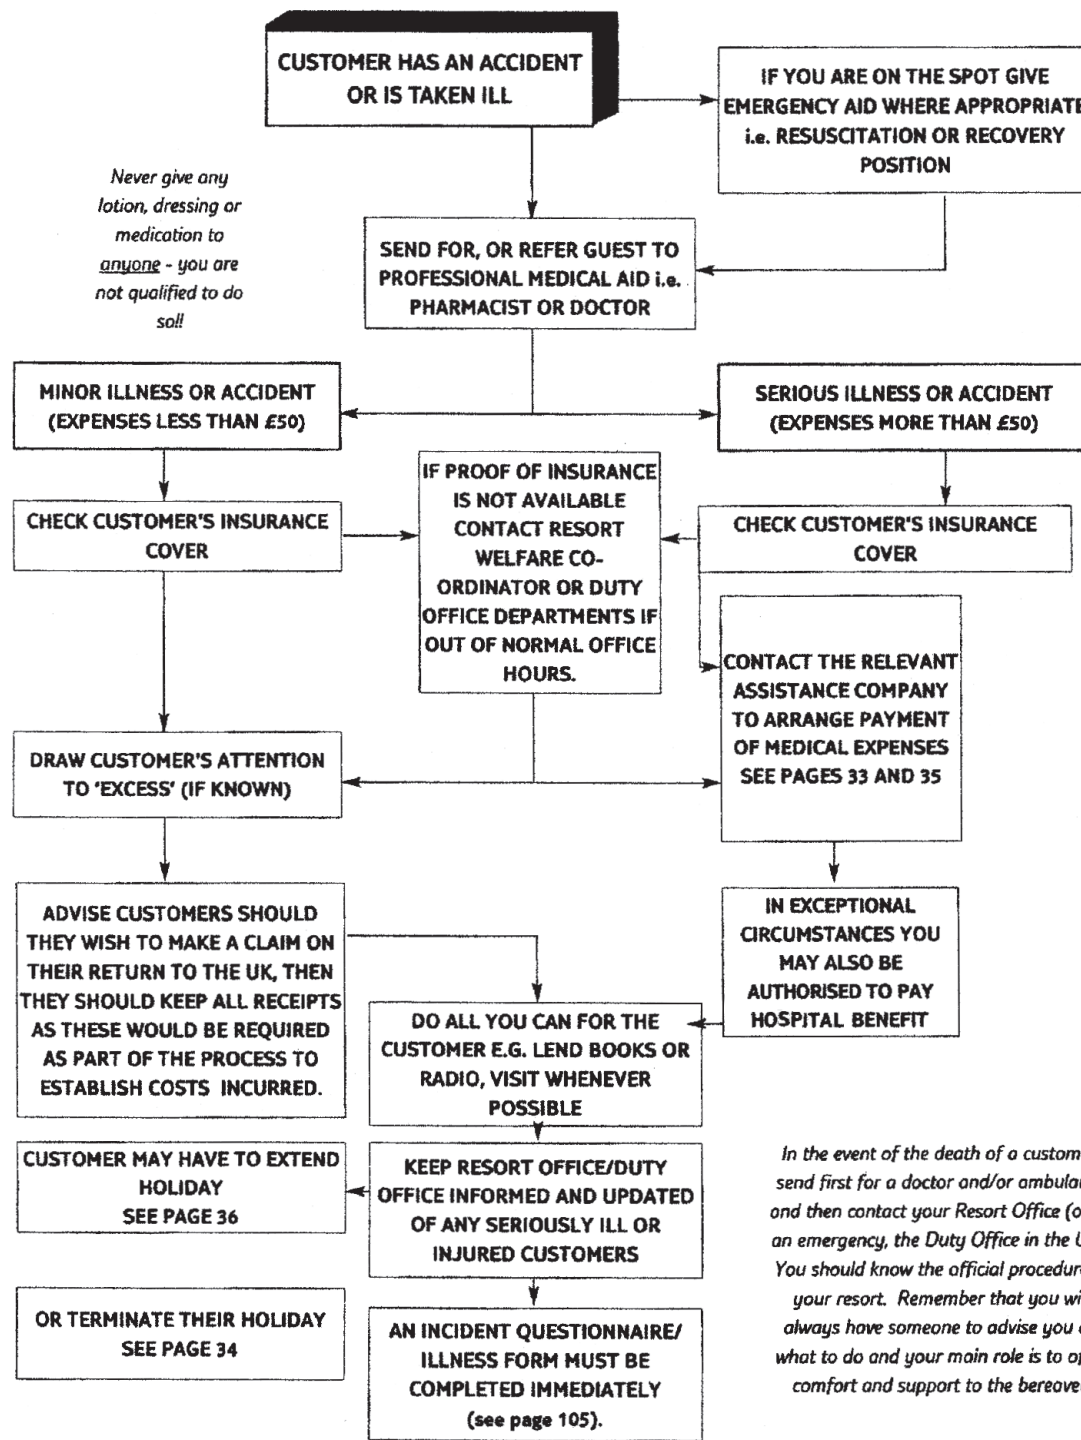 CUSTOMER HAS AN ACCIDENT
OR IS TAKEN ILL
IF YOU ARE ON THE SPOT GIVE
EMERGENCY AID WHERE APPROPRIATE
i.e. RESUSCITATION OR RECOVERY
POSITION
Never give any
lotion, dressing or
medication to
anyone - you are
not qualified to do
so!!
SEND FOR, OR REFER GUEST TO
PROFESSIONAL MEDICAL AID i.e.
PHARMACIST OR DOCTOR
MINOR ILLNESS OR ACCIDENT
(EXPENSES LESS THAN £50)
SERIOUS ILLNESS OR ACCIDENT
(EXPENSES MORE THAN £50)
IF PROOF OF INSURANCE
IS NOT AVAILABLE
CONTACT RESORT
WELFARE CO-
ORDINATOR OR DUTY
OFFICE DEPARTMENTS IF
OUT OF NORMAL OFFICE
HOURS.
CHECK CUSTOMER'S INSURANCE
COVER
CHECK CUSTOMER'S INSURANCE
COVER
CONTACT THE RELEVANT
ASSISTANCE COMPANY
TO ARRANGE PAYMENT
OF MEDICAL EXPENSES
SEE PAGES 33 AND 35
DRAW CUSTOMER'S ATTENTION
TO 'EXCESS' (IF KNOWN)
ADVISE CUSTOMERS SHOULD
THEY WISH TO MAKE A CLAIM ON
THEIR RETURN TO THE UK, THEN
THEY SHOULD KEEP ALL RECEIPTS
AS THESE WOULD BE REQUIRED
AS PART OF THE PROCESS TO
ESTABLISH COSTS INCURRED.
IN EXCEPTIONAL
CIRCUMSTANCES YOU
MAY ALSO BE
AUTHORISED TO PAY
HOSPITAL BENEFIT
DO ALL YOU CAN FOR THE
CUSTOMER E.G. LEND BOOKS OR
RADIO, VISIT WHENEVER
POSSIBLE
CUSTOMER MAY HAVE TO EXTEND
HOLIDAY
SEE PAGE 36
KEEP RESORT OFFICE/DUTY
OFFICE INFORMED AND UPDATED
OF ANY SERIOUSLY ILL OR
INJURED CUSTOMERS
OR TERMINATE THEIR HOLIDAY
SEE PAGE 34
AN INCIDENT QUESTIONNAIRE/
ILLNESS FORM MUST BE
COMPLETED IMMEDIATELY
(see page 105).
In the event of the death of a
send first for a doctor and/or
and then contact your Resort Office
an emergency, the Duty Office in the
You should know the official
your resort. Remember that you
always have someone to advise you
what to do and your main role is to
comfort and support to the